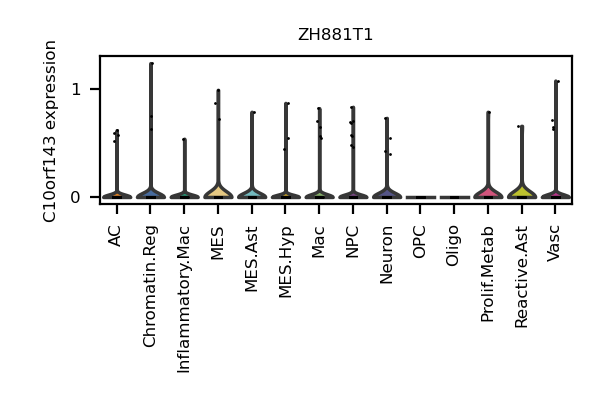 ZH881T1
C10orf143 expression
1
0
AC
Chromatin.Reg
Inflammatory.Mac
MES
MES.Ast
MES.Hyp
Mac
NPC
Neuron
OPC
Oligo
Prolif.Metab
Reactive.Ast
Vasc